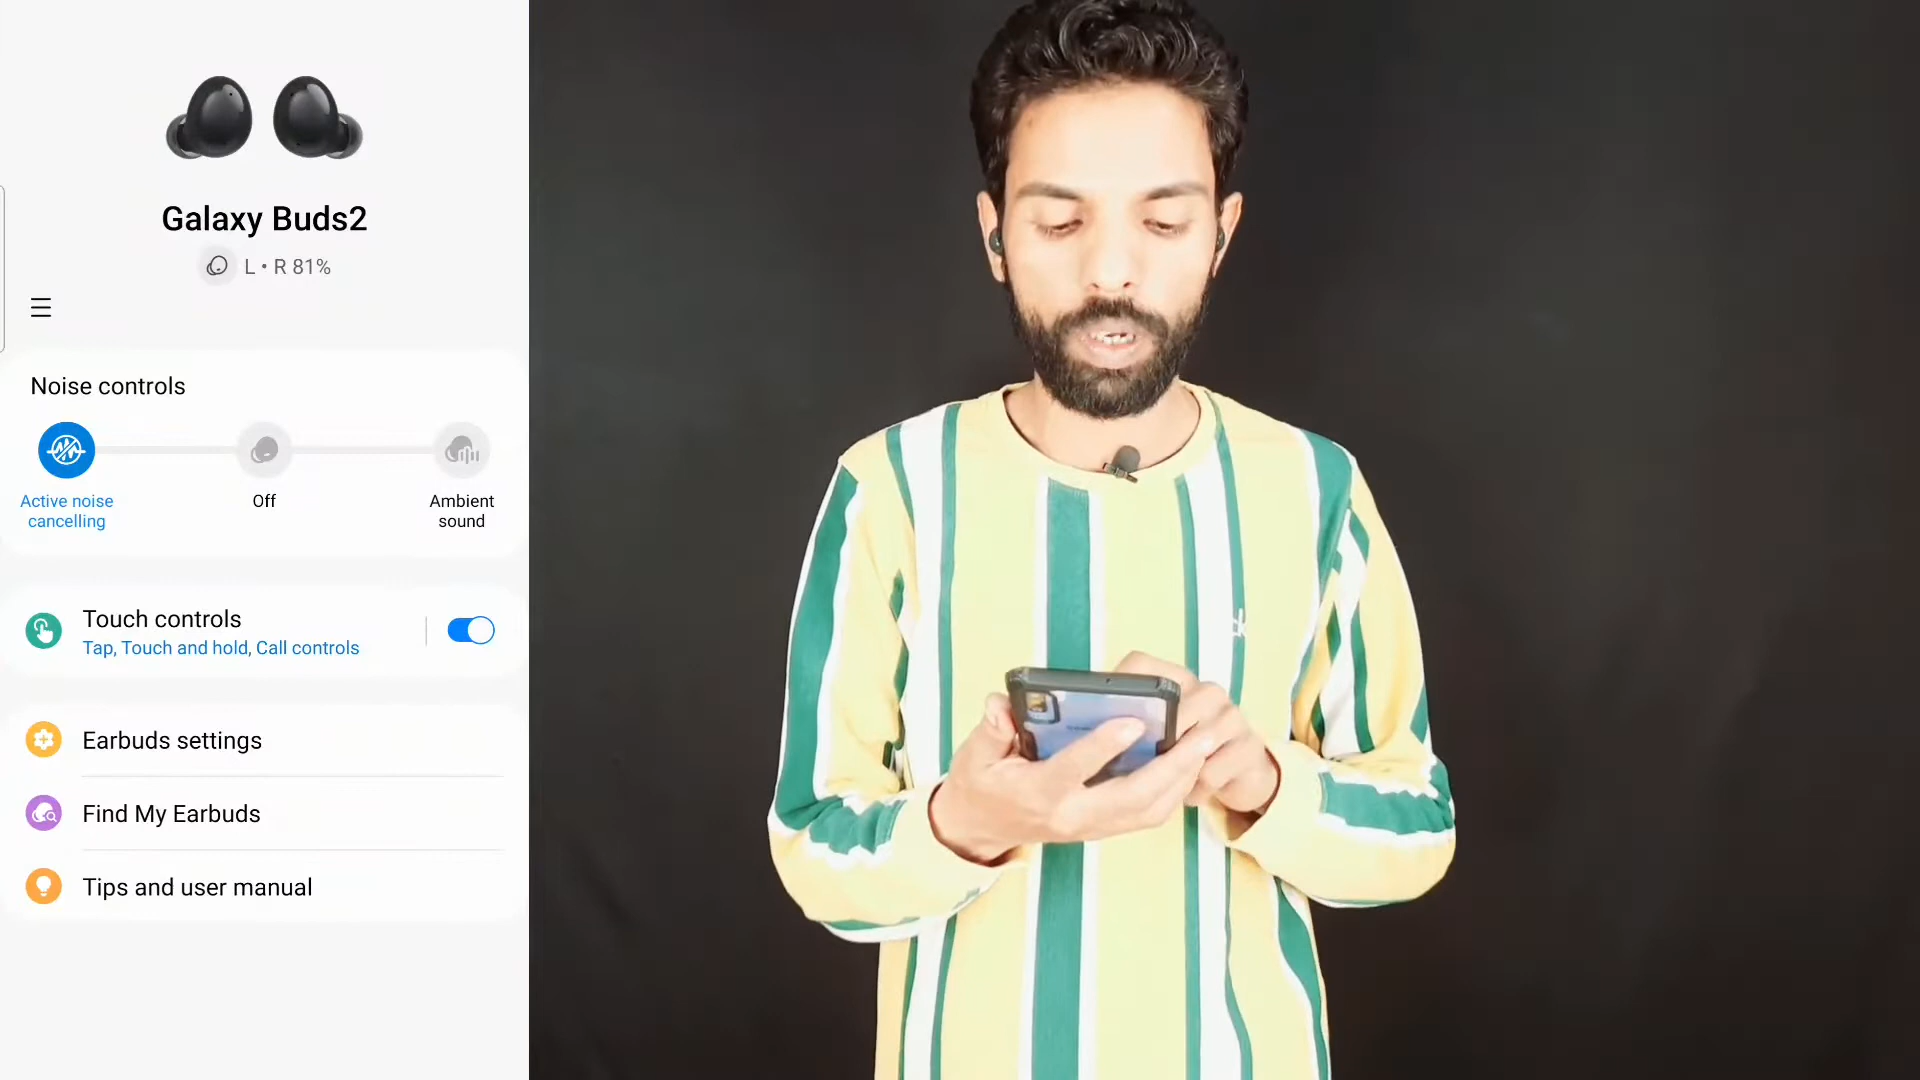 Galaxy Buds2
L • R 81%
Noise controls
Active noise
cancelling
Off
Ambient
sound
Touch controls
Tap, Touch and hold, Call controls
Earbuds settings
Find My Earbuds
Tips and user manual